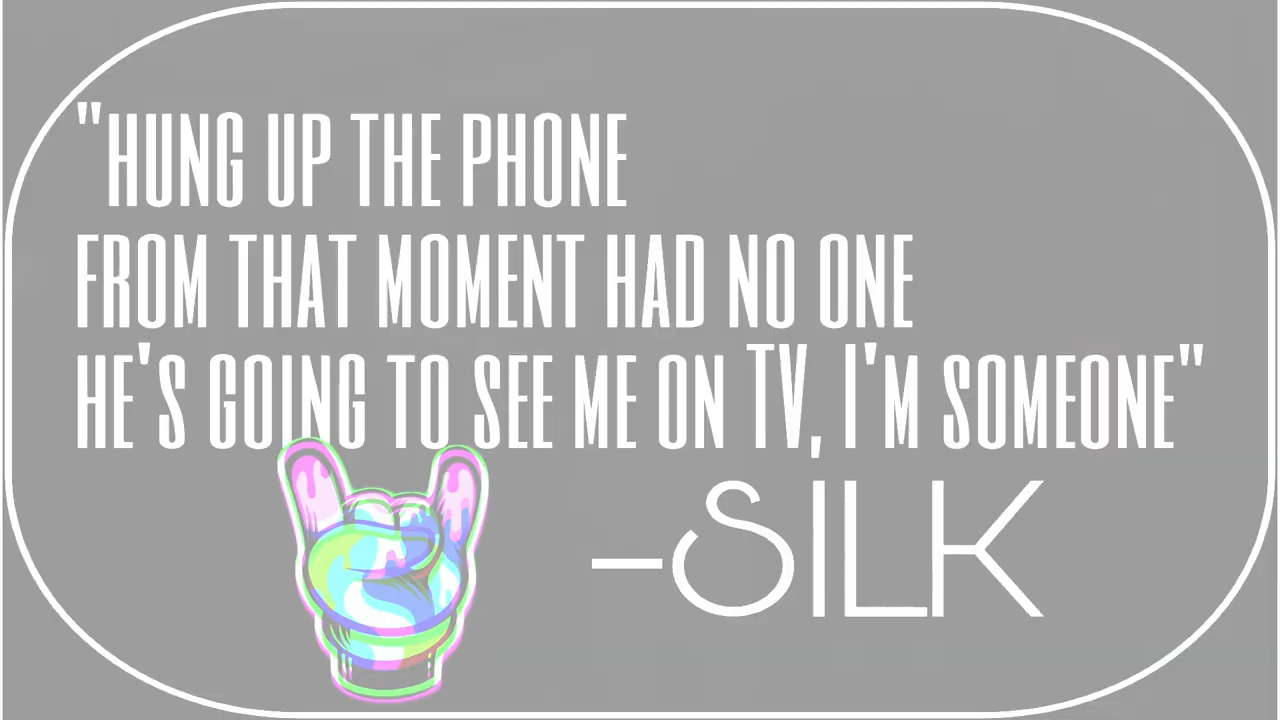 "HUNG UP THE PHONE
FROM THAT MOMENT HAD NO ONE
HE'S GOING TO SEE ME ON TV, I'M SOMEONE"
–SILK